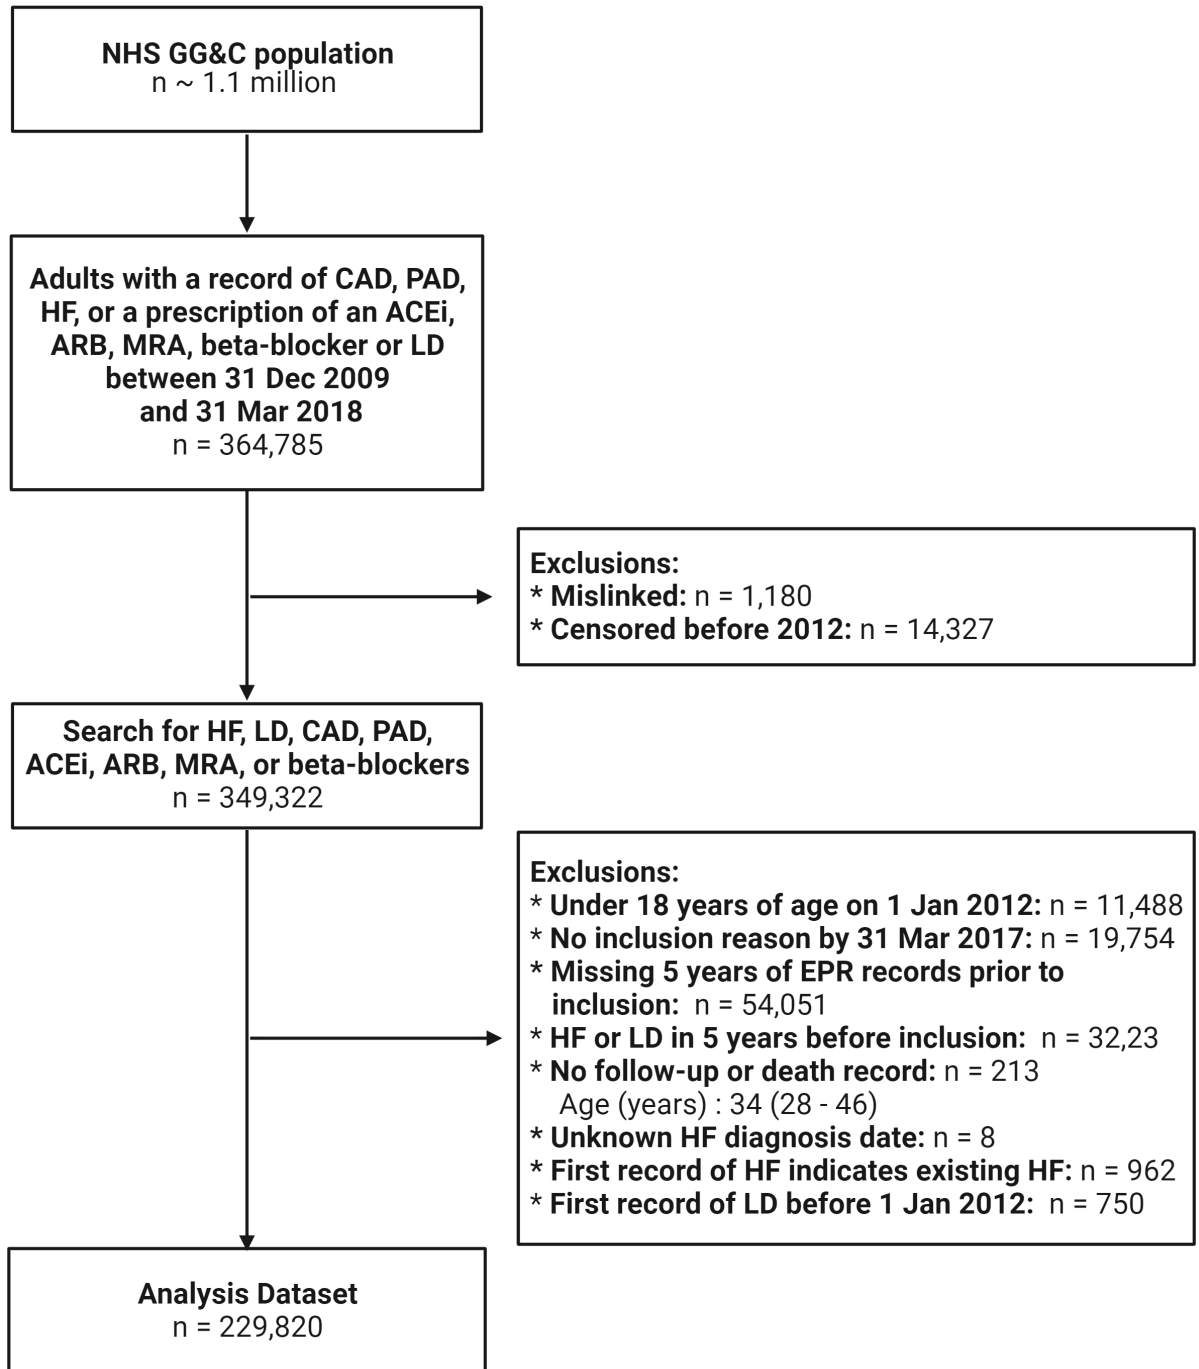 NHS GG&C population
n ~ 1.1 million
Adults with a record of CAD, PAD,
HF, or a prescription of an ACEi,
ARB, MRA, beta-blocker or LD
between 31 Dec 2009
and 31 Mar 2018
n = 364,785
Exclusions:
* Mislinked: n = 1,180
* Censored before 2012: n = 14,327
Search for HF, LD, CAD, PAD,
ACEi, ARB, MRA, or beta-blockers
n = 349,322
Exclusions:
* Under 18 years of age on 1 Jan 2012: n = 11,488
* No inclusion reason by 31 Mar 2017: n = 19,754
* Missing 5 years of EPR records prior to
inclusion: n = 54,051
* HF or LD in 5 years before inclusion: n = 32,23
* No follow-up or death record: n = 213
Age (years) : 34 (28 - 46)
* Unknown HF diagnosis date: n = 8
* First record of HF indicates existing HF: n = 962
* First record of LD before 1 Jan 2012: n = 750
Analysis Dataset
n = 229,820